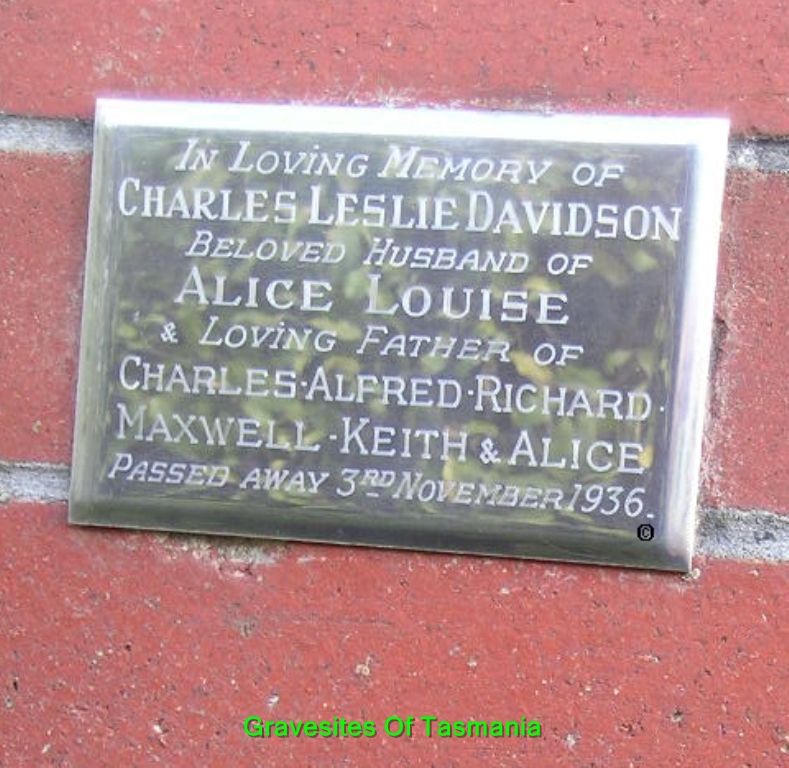 In Loving Memory of
Charles Leslie Davidson
Beloved Husband of
Alice Louise
& Loving Father of
Charles·Alfred·Richard·
Maxwell·Keith & Alice
Passed away 3RD November 1936.
©
Gravesites Of Tasmania